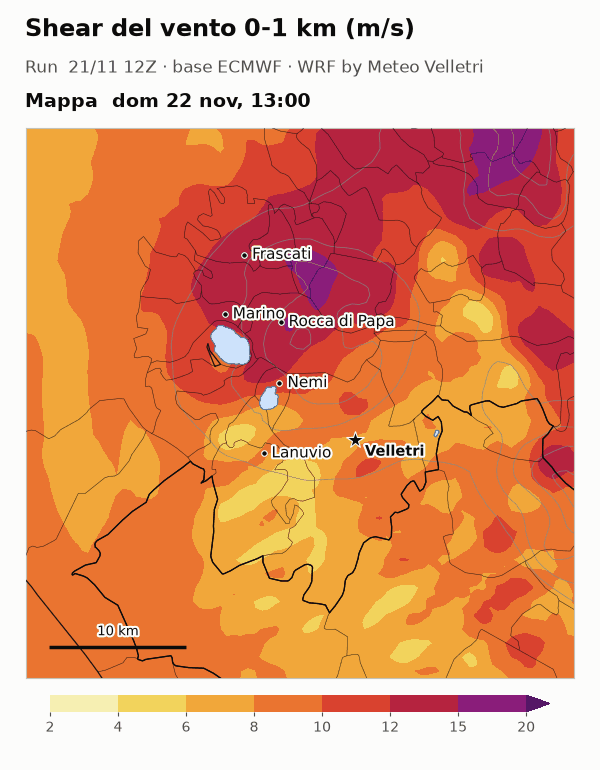 Shear del vento 0-1 km (m/s)
Run  21/11 12Z · base ECMWF · WRF by Meteo Velletri
Mappa  dom 22 nov, 13:00
Frascati
Marino
Rocca di Papa
Nemi
Velletri
Lanuvio
10 km
2 4 6 8 10 12 15 20